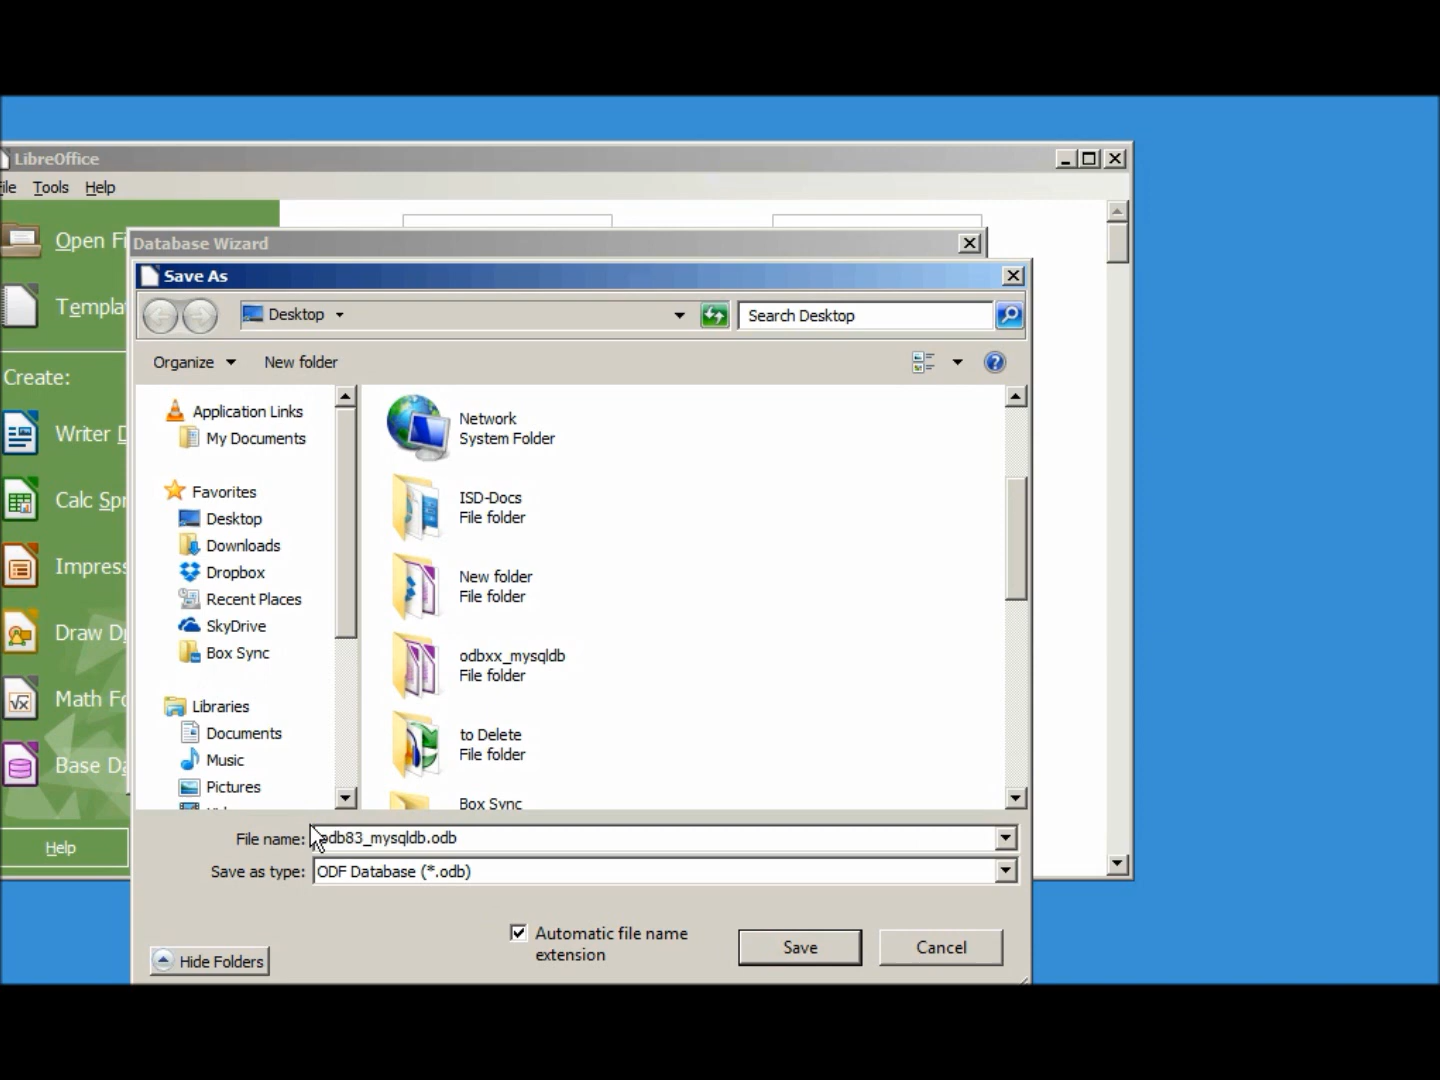 LibreOffice
ile Tools Help
Open Fi
Templa
Create:
Writer D
Calc Spr
Impress
Draw D
Math Fo
Base Da
Help
Database Wizard
Save As
Desktop
Search Desktop
Organize
New folder
Application Links
My Documents
Favorites
Desktop
Downloads
Dropbox
Recent Places
SkyDrive
Box Sync
Libraries
Documents
Music
Pictures
Network
System Folder
ISD-Docs
File folder
New folder
File folder
odbxx_mysqldb
File folder
to Delete
File folder
Box Sync
File name: odb83_mysqldb.odb
Save as type: ODF Database (*.odb)
Automatic file name
extension
Save
Cancel
Hide Folders